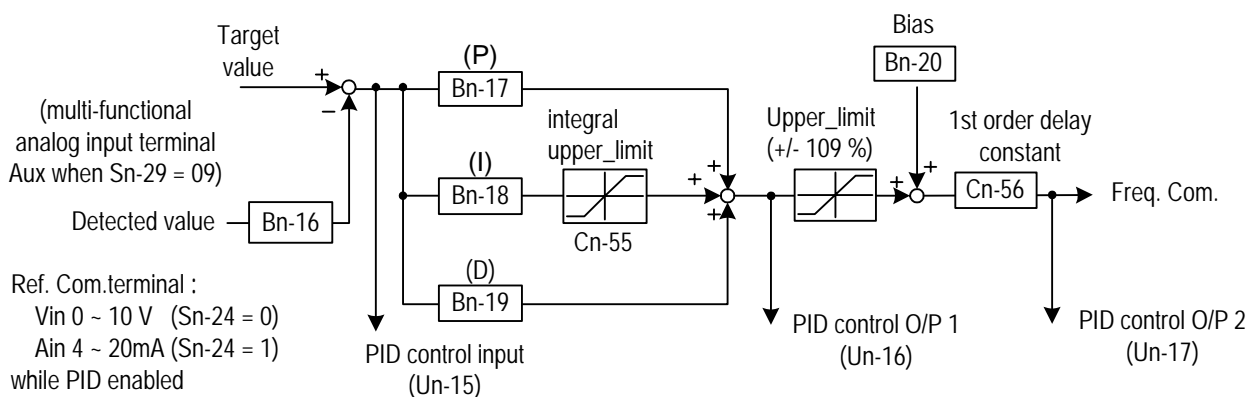 Target
value
+
−
(multi-functional
analog input terminal
Aux when Sn-29 = 09)
Detected value
Bn-16
Ref. Com.terminal :
Vin 0 ~ 10 V (Sn-24 = 0)
Ain 4 ~ 20mA (Sn-24 = 1)
while PID enabled
(P)
Bn-17
(I)
Bn-18
(D)
Bn-19
PID control input
(Un-15)
integral
upper_limit
Cn-55
+
+
+
Upper_limit
(+/- 109 %)
PID control O/P 1
(Un-16)
Bias
Bn-20
+
+
1st order delay
constant
Cn-56
Freq. Com.
PID control O/P 2
(Un-17)